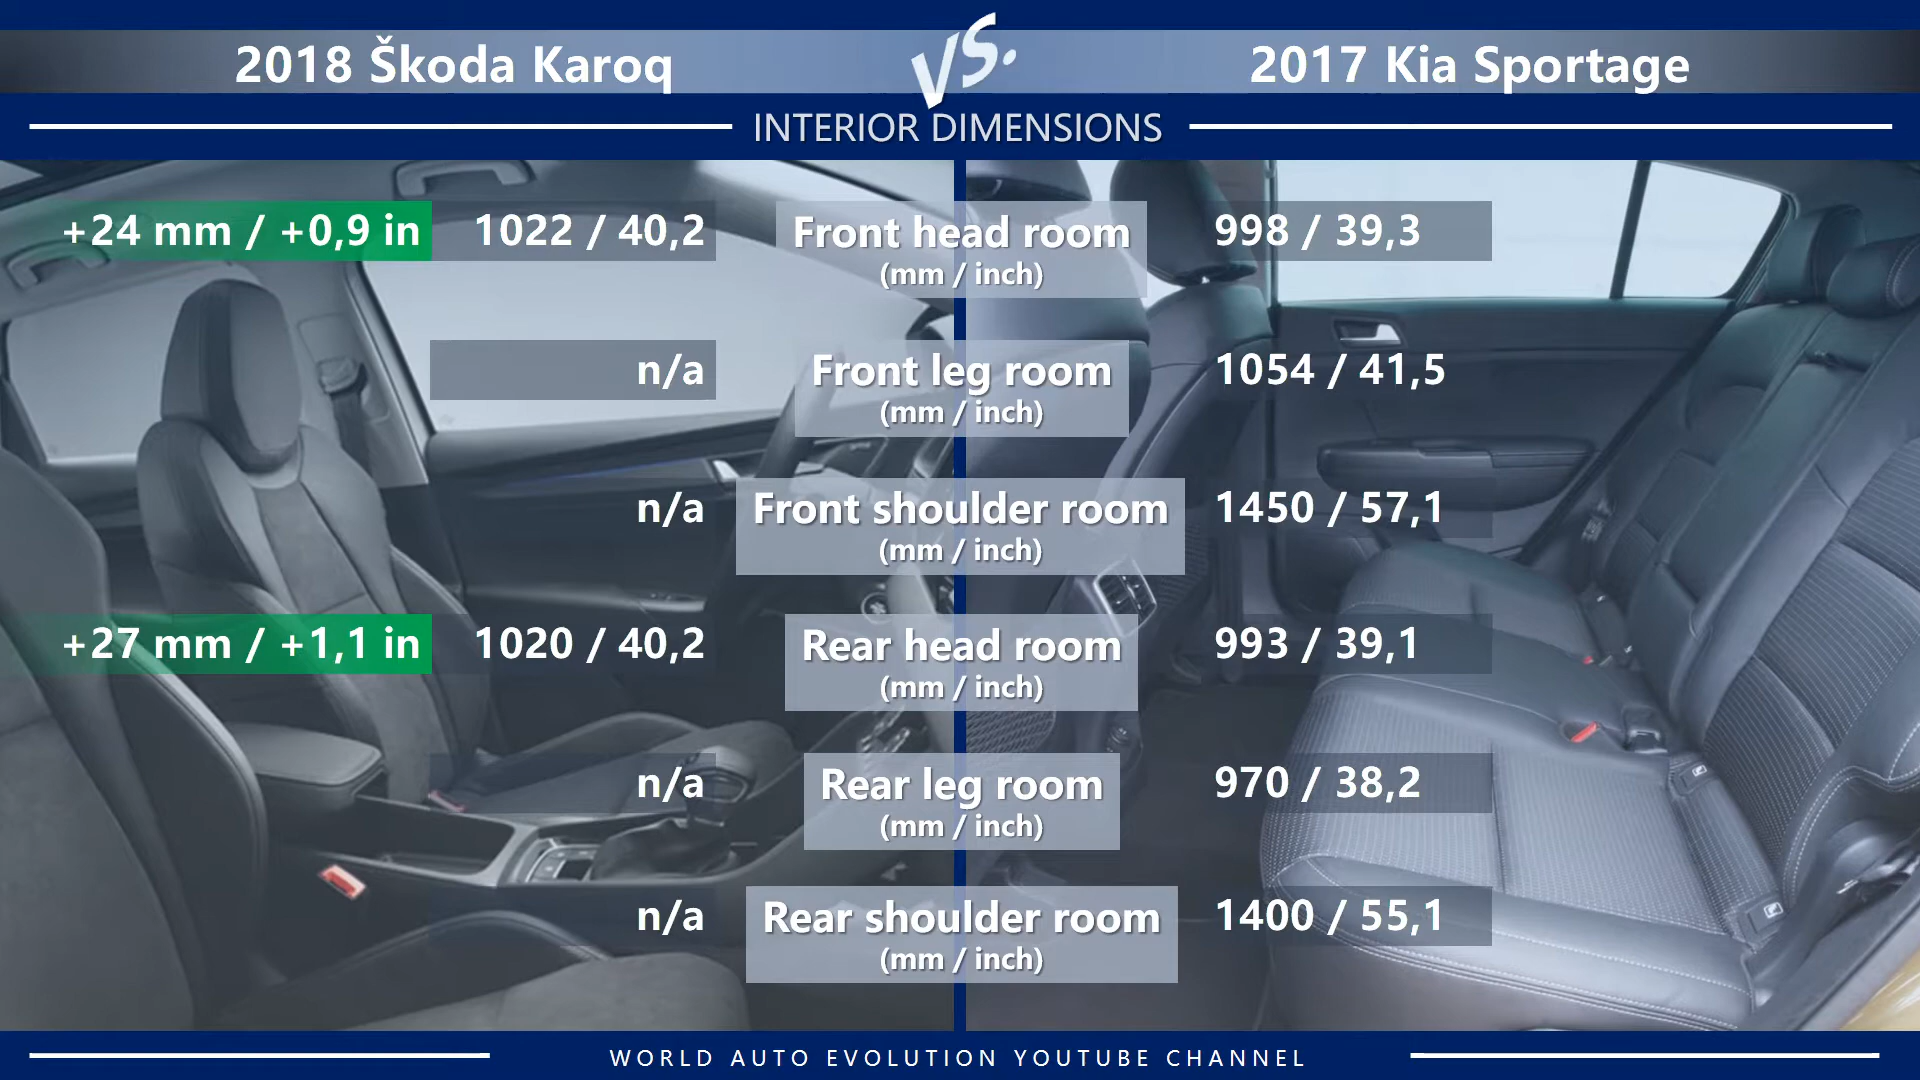 2018 Škoda Karoq VS. 2017 Kia Sportage
INTERIOR DIMENSIONS
+24 mm / +0,9 in 1022 / 40,2 Front head room 998 / 39,3
(mm / inch)
n/a Front leg room 1054 / 41,5
(mm / inch)
n/a Front shoulder room 1450 / 57,1
(mm / inch)
+27 mm / +1,1 in 1020 / 40,2 Rear head room 993 / 39,1
(mm / inch)
n/a Rear leg room 970 / 38,2
(mm / inch)
n/a Rear shoulder room 1400 / 55,1
(mm / inch)
WORLD AUTO EVOLUTION YOUTUBE CHANNEL